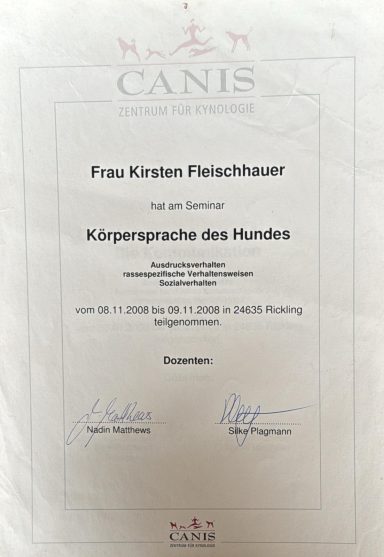 CANIS
ZENTRUM FÜR KYNOLOGIE
Frau Kirsten Fleischhauer
hat am Seminar
Körpersprache des Hundes
Ausdrucksverhalten
rassespezifische Verhaltensweisen
Sozialverhalten
vom 08.11.2008 bis 09.11.2008 in 24635 Rickling
teilgenommen.
Dozenten:
Nadin Matthews
Silke Plagmann
CANIS
ZENTRUM FÜR KYNOLOGIE